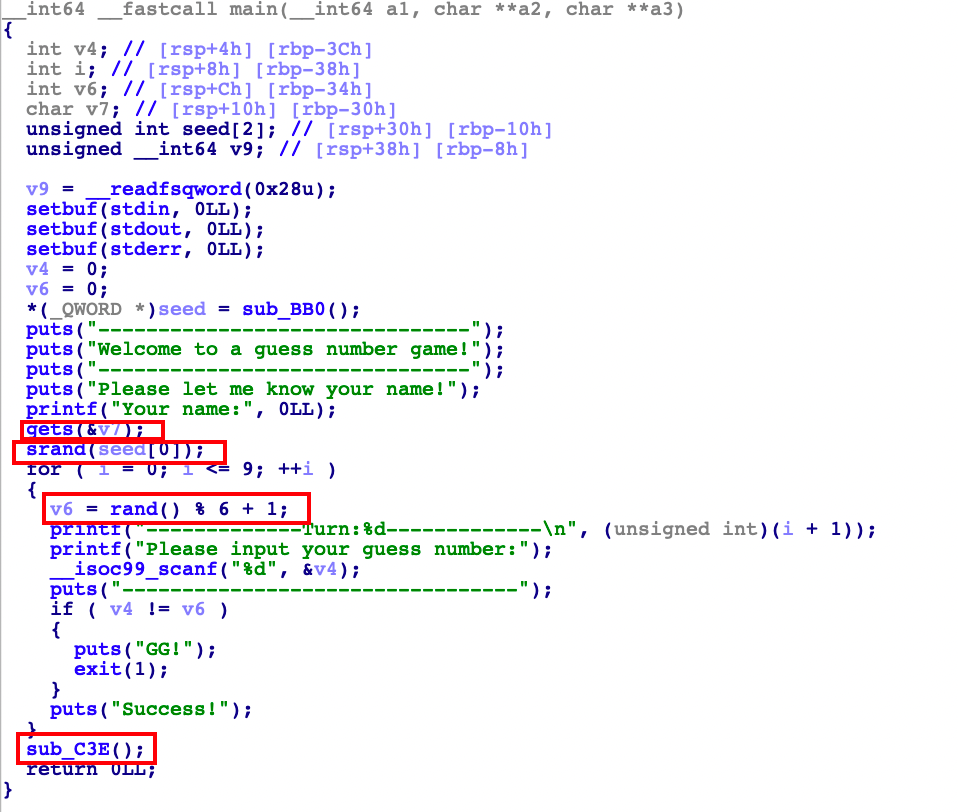 __int64 __fastcall main(__int64 a1, char **a2, char **a3)
{
  int v4; // [rsp+4h] [rbp-3Ch]
  int i; // [rsp+8h] [rbp-38h]
  int v6; // [rsp+Ch] [rbp-34h]
  char v7; // [rsp+10h] [rbp-30h]
  unsigned int seed[2]; // [rsp+30h] [rbp-10h]
  unsigned __int64 v9; // [rsp+38h] [rbp-8h]

  v9 = __readfsqword(0x28u);
  setbuf(stdin, 0LL);
  setbuf(stdout, 0LL);
  setbuf(stderr, 0LL);
  v4 = 0;
  v6 = 0;
  *(_QWORD *)seed = sub_BB0();
  puts("-------------------------------");
  puts("Welcome to a guess number game!");
  puts("-------------------------------");
  puts("Please let me know your name!");
  printf("Your name:", 0LL);
  gets(&v7);
  srand(seed[0]);
  for ( i = 0; i <= 9; ++i )
  {
    v6 = rand() % 6 + 1;
    printf("-------------Turn:%d-------------\n", (unsigned int)(i + 1));
    printf("Please input your guess number:");
    __isoc99_scanf("%d", &v4);
    puts("---------------------------------");
    if ( v4 != v6 )
    {
      puts("GG!");
      exit(1);
    }
    puts("Success!");
  }
  sub_C3E();
  return 0LL;
}